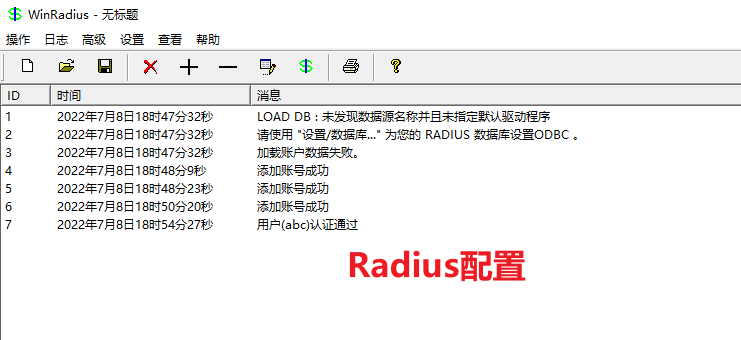 WinRadius - 无标题
操作 日志 高级 设置 查看 帮助
ID 时间 消息
1 2022年7月8日18时47分32秒 LOAD DB：未发现数据源名称并且未指定默认驱动程序
2 2022年7月8日18时47分32秒 请使用 "设置/数据库..." 为您的 RADIUS 数据库设置ODBC 。
3 2022年7月8日18时47分32秒 加载账户数据失败。
4 2022年7月8日18时48分9秒 添加账号成功
5 2022年7月8日18时48分23秒 添加账号成功
6 2022年7月8日18时50分20秒 添加账号成功
7 2022年7月8日18时54分27秒 用户(abc)认证通过
Radius配置